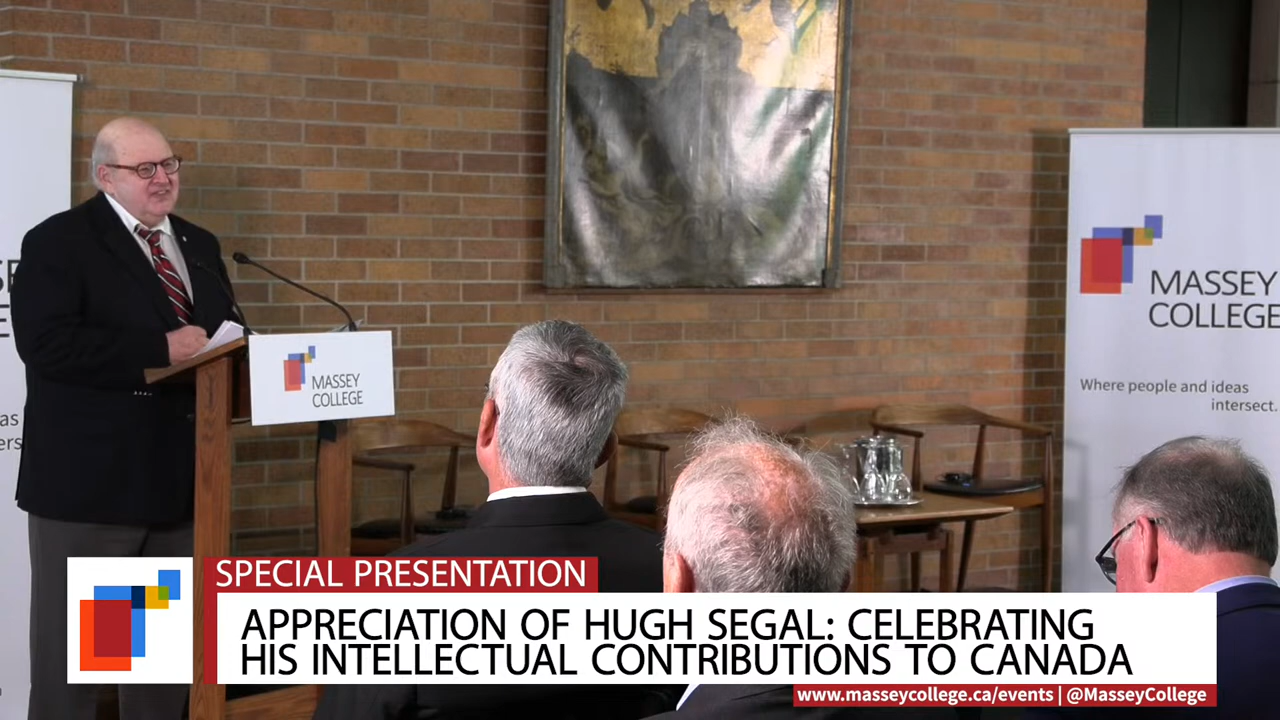 MASSEY
COLLEGE
Where people and ideas
intersect.
MASSEY
COLLEGE
SPECIAL PRESENTATION
APPRECIATION OF HUGH SEGAL: CELEBRATING
HIS INTELLECTUAL CONTRIBUTIONS TO CANADA
www.masseycollege.ca/events | @MasseyCollege